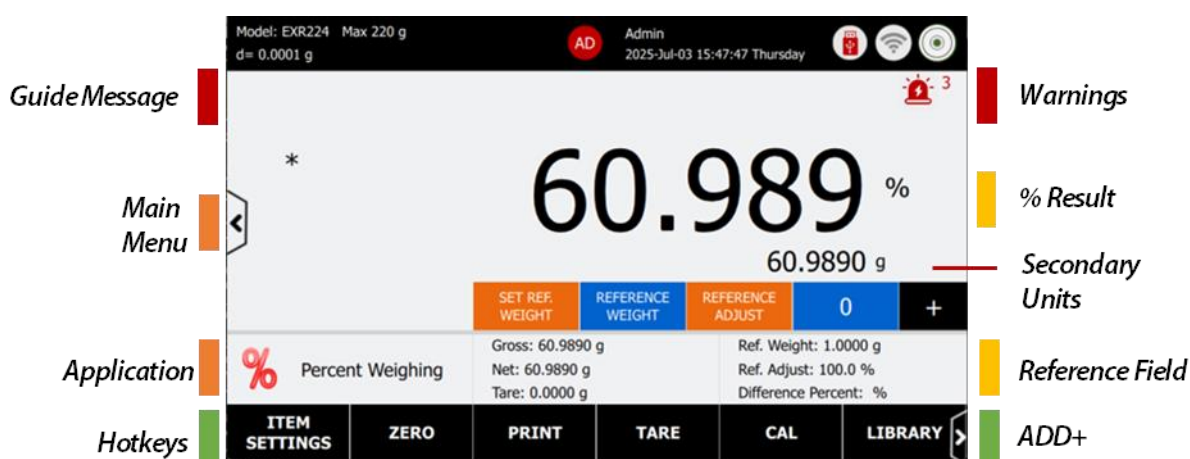 Model: EXR224 Max 220 g
d= 0.0001 g
AD
Admin
2025-Jul-03 15:47:47 Thursday
Guide Message
3
Warnings
*
60.989 %
% Result
Main
Menu
60.9890 g
Secondary
Units
SET REF.
WEIGHT
REFERENCE
WEIGHT
REFERENCE
ADJUST
0
+
Application
%
Percent Weighing
Gross: 60.9890 g
Net: 60.9890 g
Tare: 0.0000 g
Ref. Weight: 1.0000 g
Ref. Adjust: 100.0 %
Difference Percent: %
Reference Field
Hotkeys
ITEM
SETTINGS
ZERO
PRINT
TARE
CAL
LIBRARY
ADD+